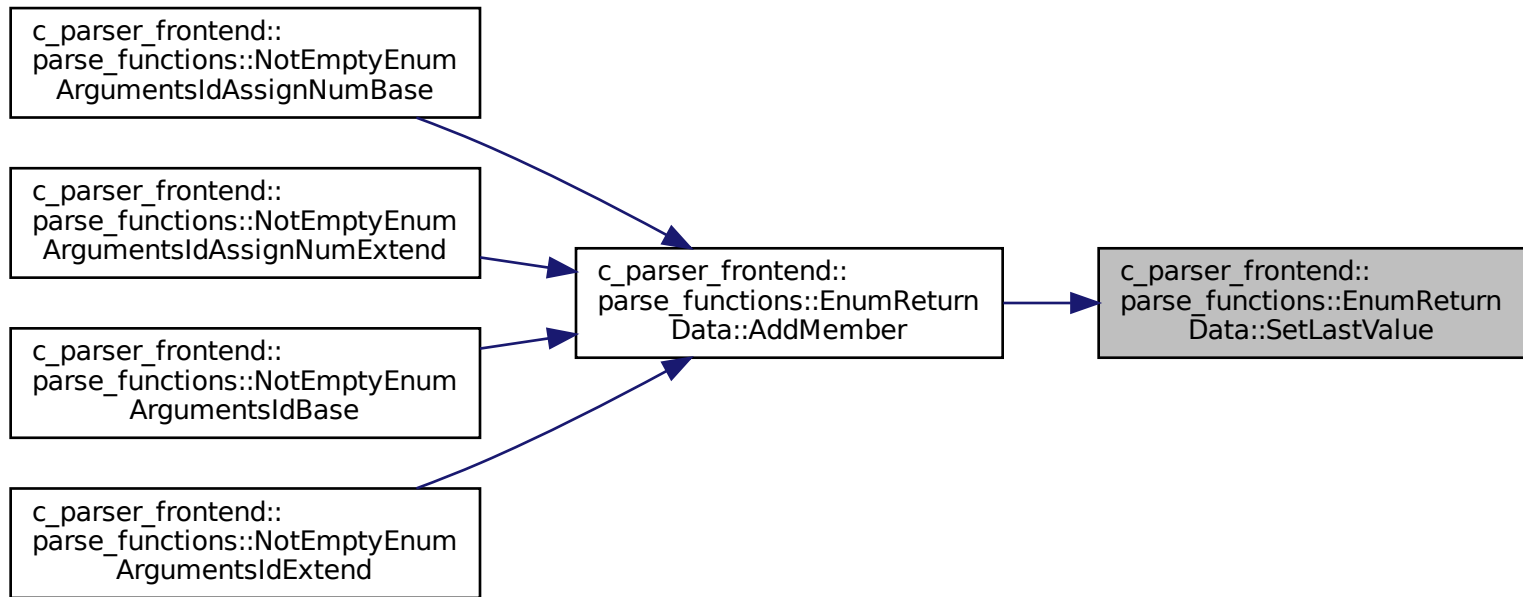 c_parser_frontend::
parse_functions::NotEmptyEnum
ArgumentsIdAssignNumBase
c_parser_frontend::
parse_functions::NotEmptyEnum
ArgumentsIdAssignNumExtend
c_parser_frontend::
parse_functions::NotEmptyEnum
ArgumentsIdBase
c_parser_frontend::
parse_functions::NotEmptyEnum
ArgumentsIdExtend
c_parser_frontend::
parse_functions::EnumReturn
Data::AddMember
c_parser_frontend::
parse_functions::EnumReturn
Data::SetLastValue